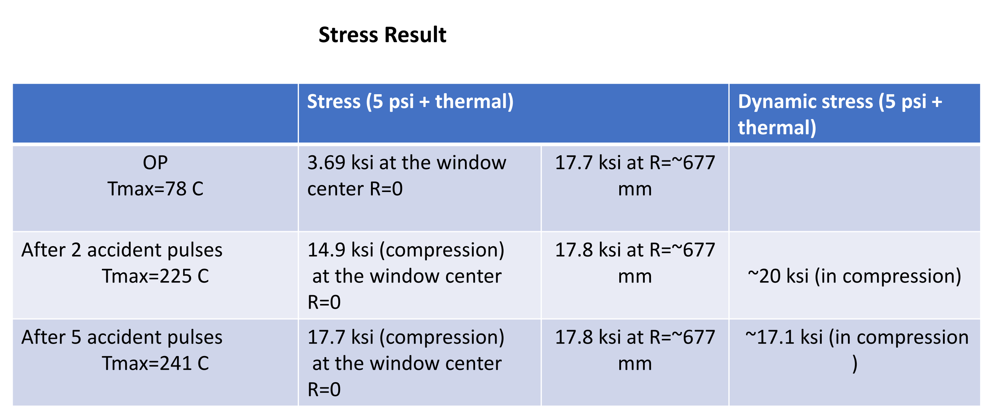 Stress Result
Stress (5 psi + thermal)
Dynamic stress (5 psi +
thermal)
OP
Tmax=78 C
3.69 ksi at the window
center R=0
17.7 ksi at R=~677
mm
After 2 accident pulses
Tmax=225 C
14.9 ksi (compression)
at the window center
R=0
17.8 ksi at R=~677
mm
~20 ksi (in compression)
After 5 accident pulses
Tmax=241 C
17.7 ksi (compression)
at the window center
R=0
17.8 ksi at R=~677
mm
~17.1 ksi (in compression
)